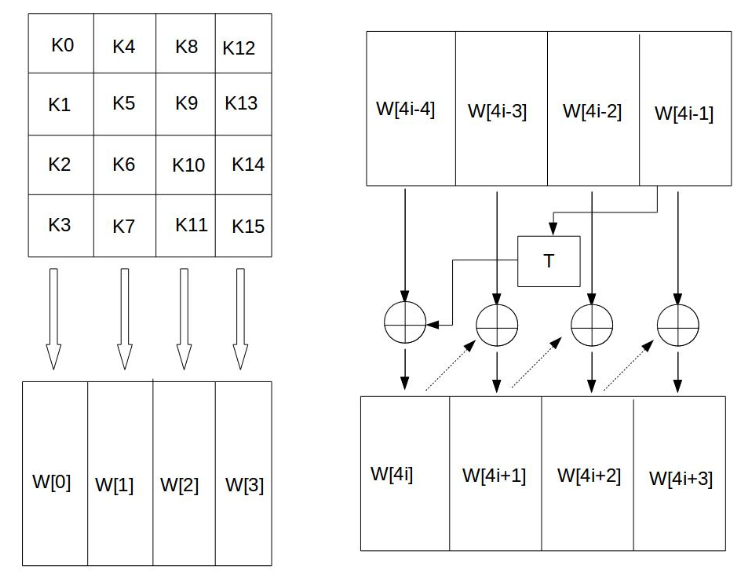 K0 K4 K8 K12
K1 K5 K9 K13
K2 K6 K10 K14
K3 K7 K11 K15
W[0] W[1] W[2] W[3]
W[4i-4] W[4i-3] W[4i-2] W[4i-1]
T
W[4i] W[4i+1] W[4i+2] W[4i+3]